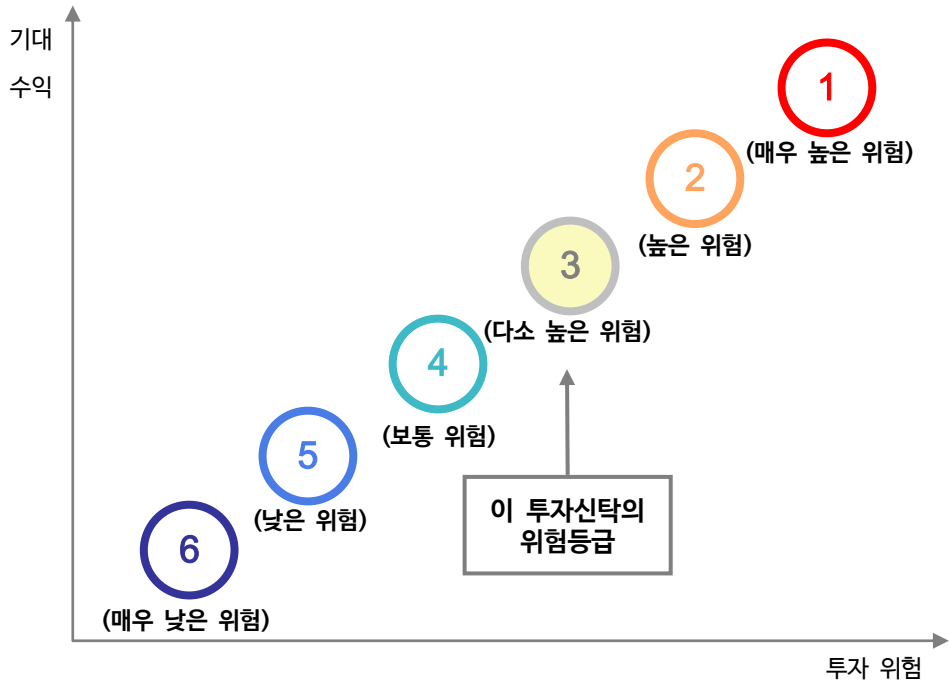 기대
수익
1
(매우 높은 위험)
2
(높은 위험)
3
(다소 높은 위험)
4
(보통 위험)
5
(낮은 위험)
6
(매우 낮은 위험)
이 투자신탁의
위험등급
투자 위험